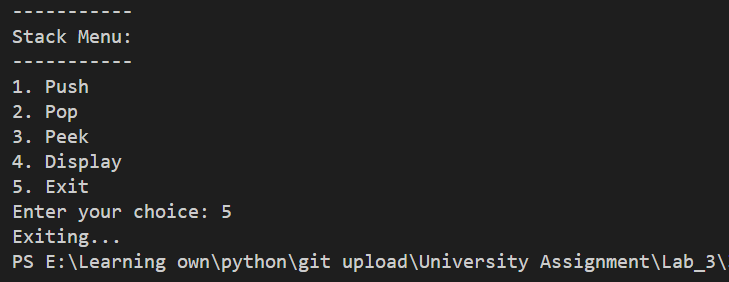 -----------
Stack Menu:
-----------
1. Push
2. Pop
3. Peek
4. Display
5. Exit
Enter your choice: 5
Exiting...
PS E:\Learning own\python\git upload\University Assignment\Lab_3\